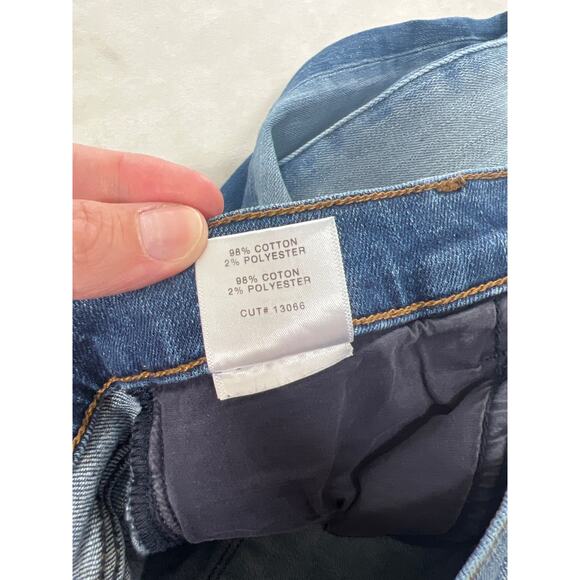 98% COTTON
2% POLYESTER
98% COTON
2% POLYESTER
CUT# 13066